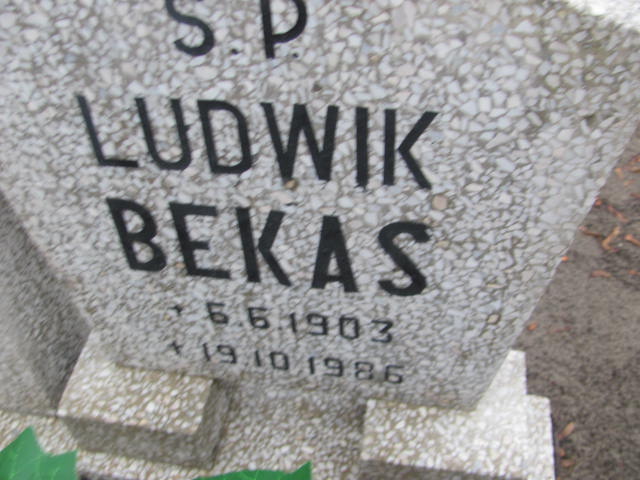 S.P.
LUDWIK
BEKAS
* 6.6.1903
+ 19.10.1986